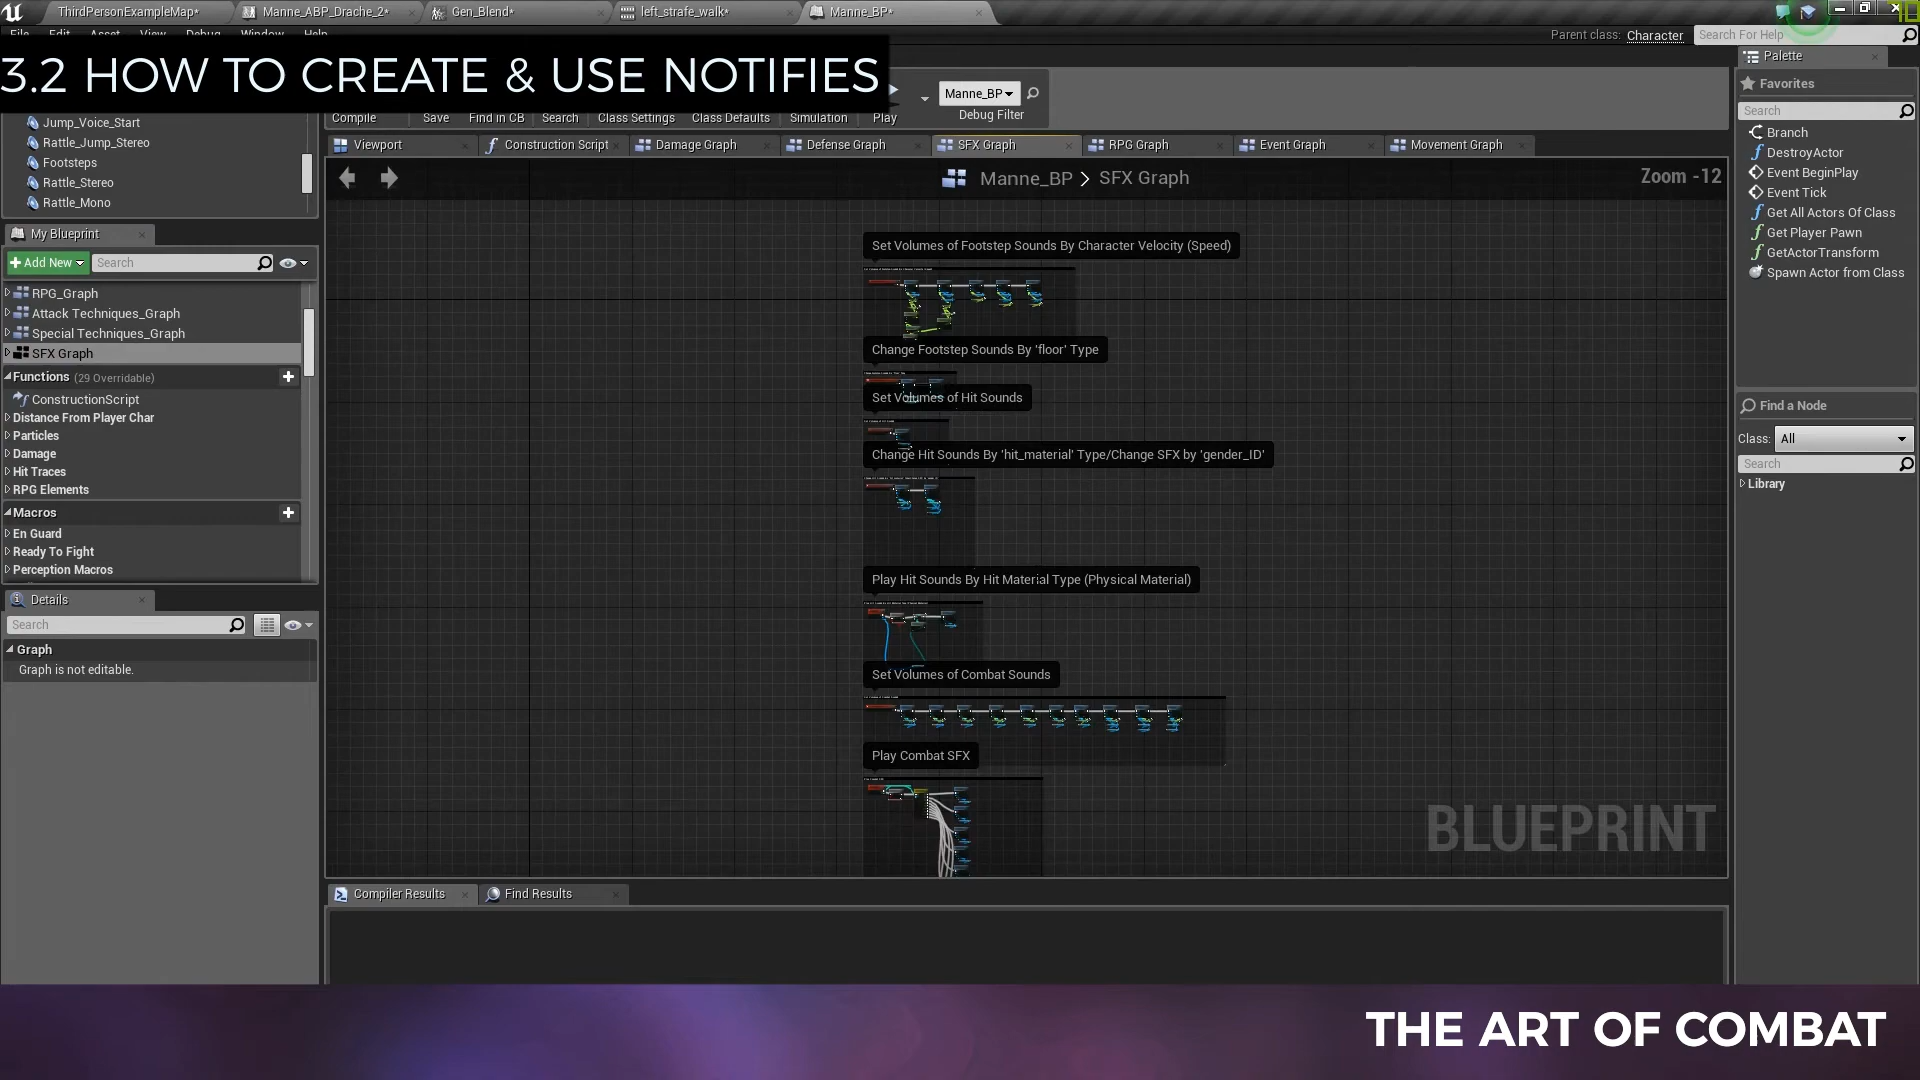 ThirdPersonExampleMap*
Manne_ABP_Drache_2*
Gen_Blend*
left_strafe_walk*
Manne_BP*
File Edit Asset View Debug Window Help
Parent class: Character
Search For Help
3.2 HOW TO CREATE & USE NOTIFIES
Compile Save Find in CB Search Class Settings Class Defaults Simulation Play
Manne_BP
Debug Filter
Jump_Voice_Start
Rattle_Jump_Stereo
Footsteps
Rattle_Stereo
Rattle_Mono
My Blueprint
Add New
Search
RPG_Graph
Attack Techniques_Graph
Special Techniques_Graph
SFX Graph
Functions (29 Overridable)
ConstructionScript
Distance From Player Char
Particles
Damage
Hit Traces
RPG Elements
Macros
En Guard
Ready To Fight
Perception Macros
Details
Search
Graph
Graph is not editable.
Viewport
Construction Script
Damage Graph
Defense Graph
SFX Graph
RPG Graph
Event Graph
Movement Graph
Manne_BP > SFX Graph
Zoom -12
Set Volumes of Footstep Sounds By Character Velocity (Speed)
Change Footstep Sounds By 'floor' Type
Set Volumes of Hit Sounds
Change Hit Sounds By 'hit_material' Type/Change SFX by 'gender_ID'
Play Hit Sounds By Hit Material Type (Physical Material)
Set Volumes of Combat Sounds
Play Combat SFX
BLUEPRINT
Compiler Results
Find Results
Palette
Favorites
Search
Branch
DestroyActor
Event BeginPlay
Event Tick
Get All Actors Of Class
Get Player Pawn
GetActorTransform
Spawn Actor from Class
Find a Node
Class: All
Search
Library
THE ART OF COMBAT